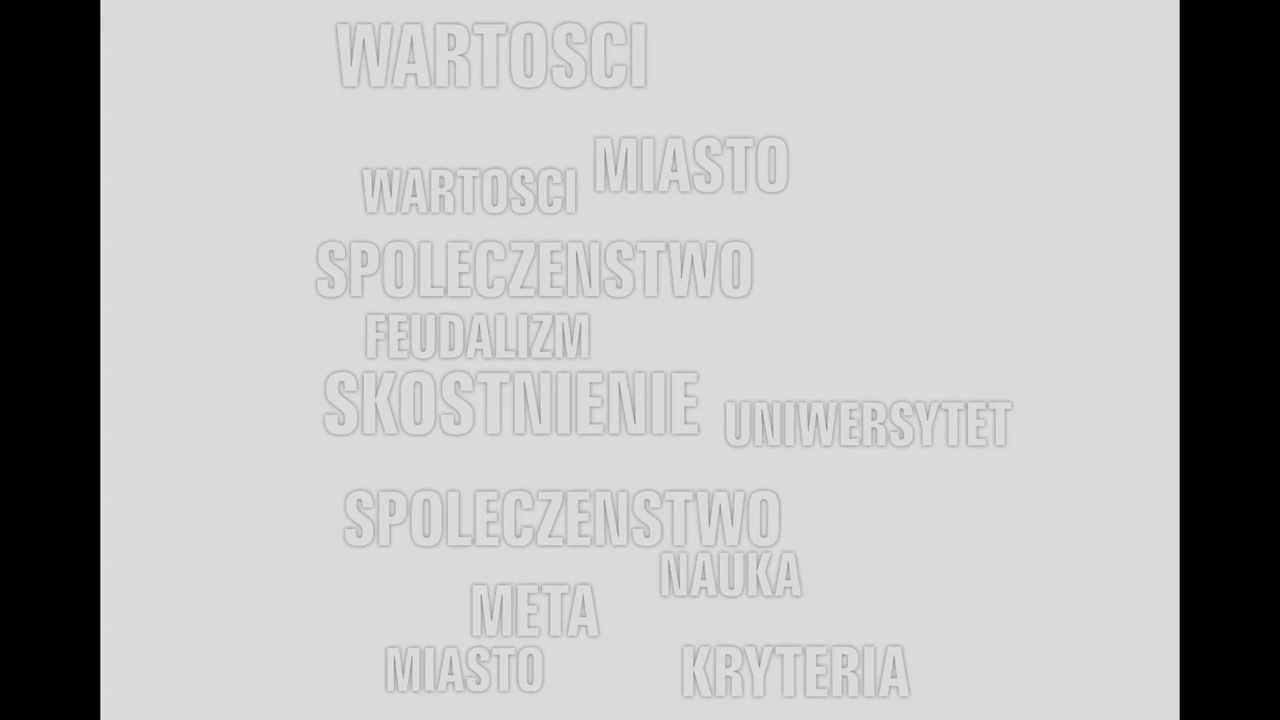 WARTOSCI
MIASTO
WARTOSCI
SPOLECZENSTWO
FEUDALIZM
SKOSTNIENIE
UNIWERSYTET
SPOLECZENSTWO
NAUKA
META
MIASTO
KRYTERIA